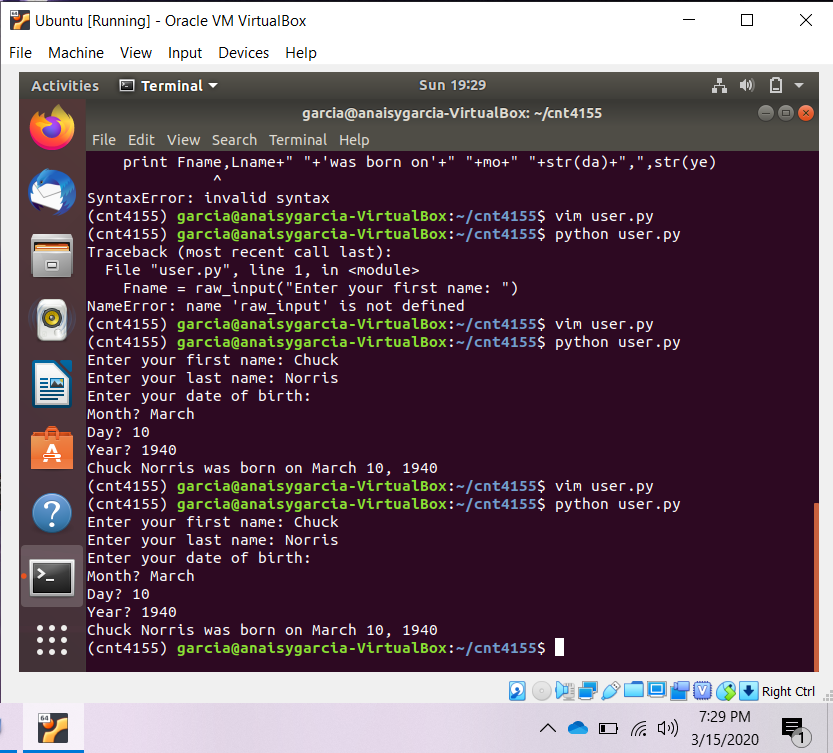 Ubuntu [Running] - Oracle VM VirtualBox
File Machine View Input Devices Help
Activities Terminal Sun 19:29
garcia@anaisygarcia-VirtualBox: ~/cnt4155
File Edit View Search Terminal Help
print Fname,Lname+" "+'was born on'+" "+mo+" "+str(da)+",",str(ye)
^
SyntaxError: invalid syntax
(cnt4155) garcia@anaisygarcia-VirtualBox:~/cnt4155$ vim user.py
(cnt4155) garcia@anaisygarcia-VirtualBox:~/cnt4155$ python user.py
Traceback (most recent call last):
File "user.py", line 1, in <module>
Fname = raw_input("Enter your first name: ")
NameError: name 'raw_input' is not defined
(cnt4155) garcia@anaisygarcia-VirtualBox:~/cnt4155$ vim user.py
(cnt4155) garcia@anaisygarcia-VirtualBox:~/cnt4155$ python user.py
Enter your first name: Chuck
Enter your last name: Norris
Enter your date of birth:
Month? March
Day? 10
Year? 1940
Chuck Norris was born on March 10, 1940
(cnt4155) garcia@anaisygarcia-VirtualBox:~/cnt4155$ vim user.py
(cnt4155) garcia@anaisygarcia-VirtualBox:~/cnt4155$ python user.py
Enter your first name: Chuck
Enter your last name: Norris
Enter your date of birth:
Month? March
Day? 10
Year? 1940
Chuck Norris was born on March 10, 1940
(cnt4155) garcia@anaisygarcia-VirtualBox:~/cnt4155$
Right Ctrl
64
7:29 PM
3/15/2020
1